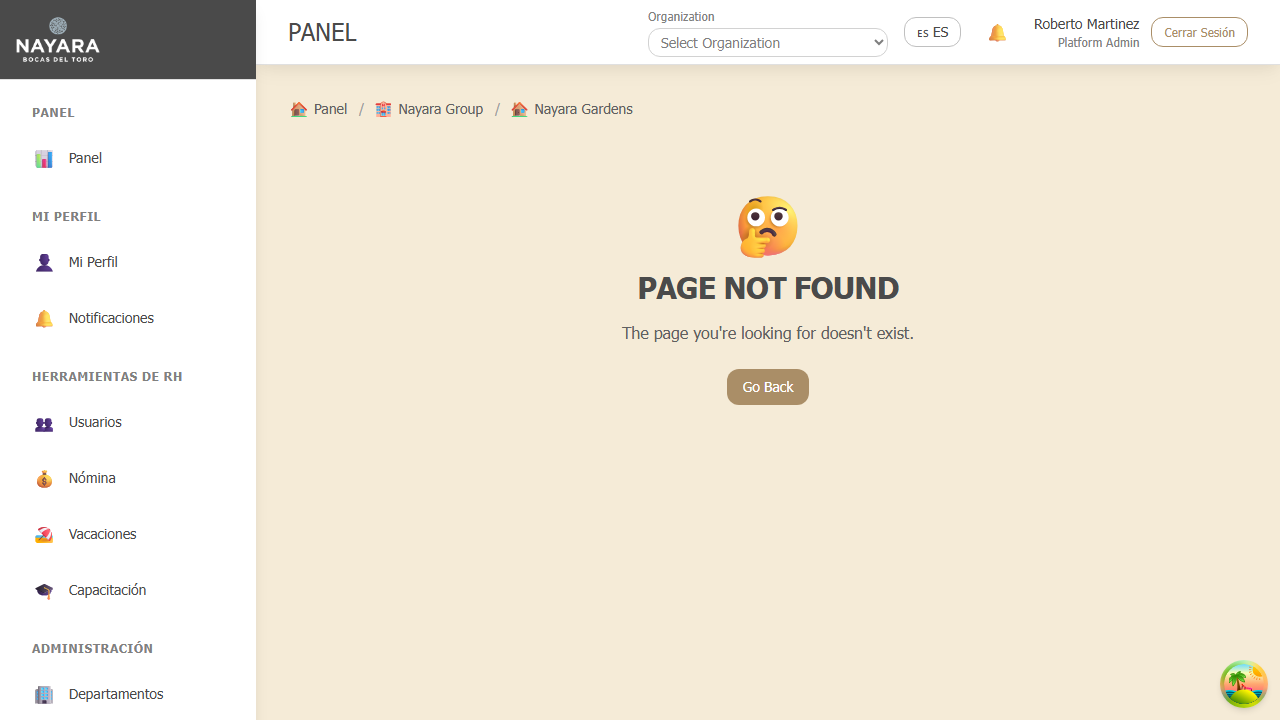 NAYARA
BOCAS DEL TORO
PANEL
Organization
Select Organization
ES ES
Roberto Martinez
Platform Admin
Cerrar Sesión
PANEL
Panel
MI PERFIL
Mi Perfil
Notificaciones
HERRAMIENTAS DE RH
Usuarios
Nómina
Vacaciones
Capacitación
ADMINISTRACIÓN
Departamentos
Panel / Nayara Group / Nayara Gardens
PAGE NOT FOUND
The page you're looking for doesn't exist.
Go Back